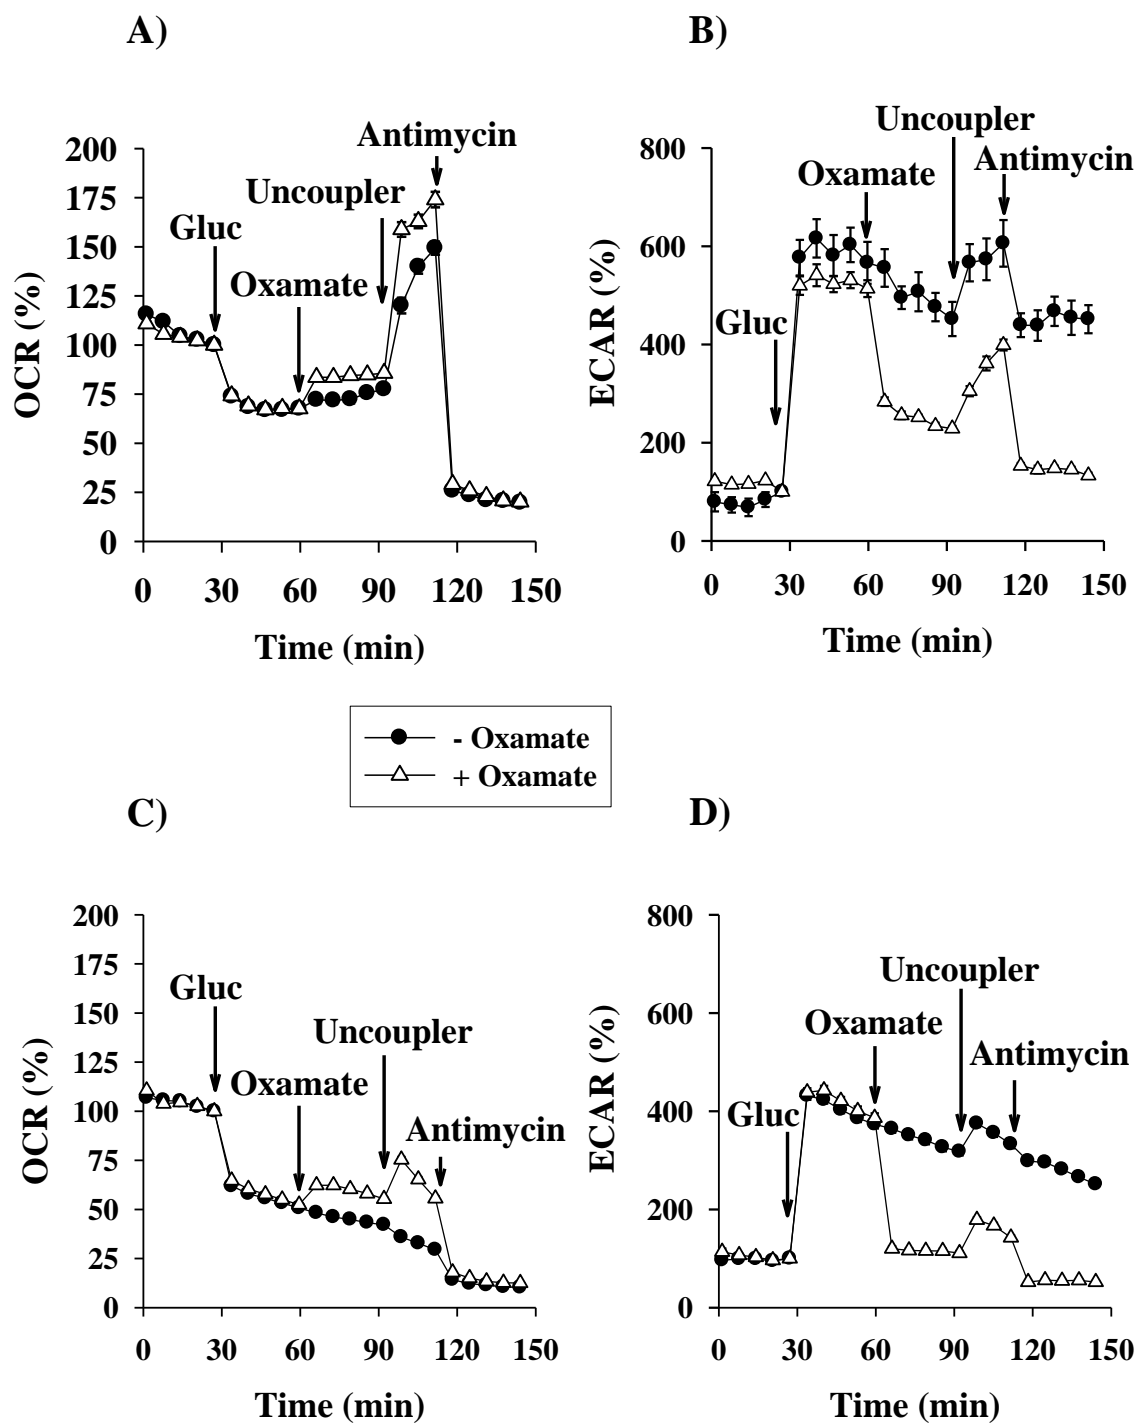 A)
B)
Uncoupler
Antimycin
200
800
Antimycin
175
Uncoupler
Oxamate
Gluc
150
600
125
Oxamate
OCR (%)
100
ECAR (%)
400
Gluc
75
50
200
25
0
0
0 30 60 90 120 150
0 30 60 90 120 150
Time (min)
Time (min)
- Oxamate
+ Oxamate
C)
D)
200
800
175
Uncoupler
Gluc
150
600
Oxamate
Uncoupler
Antimycin
125
OCR (%)
Oxamate
ECAR (%)
Gluc
100
400
Antimycin
75
50
200
25
0
0
0 30 60 90 120 150
0 30 60 90 120 150
Time (min)
Time (min)